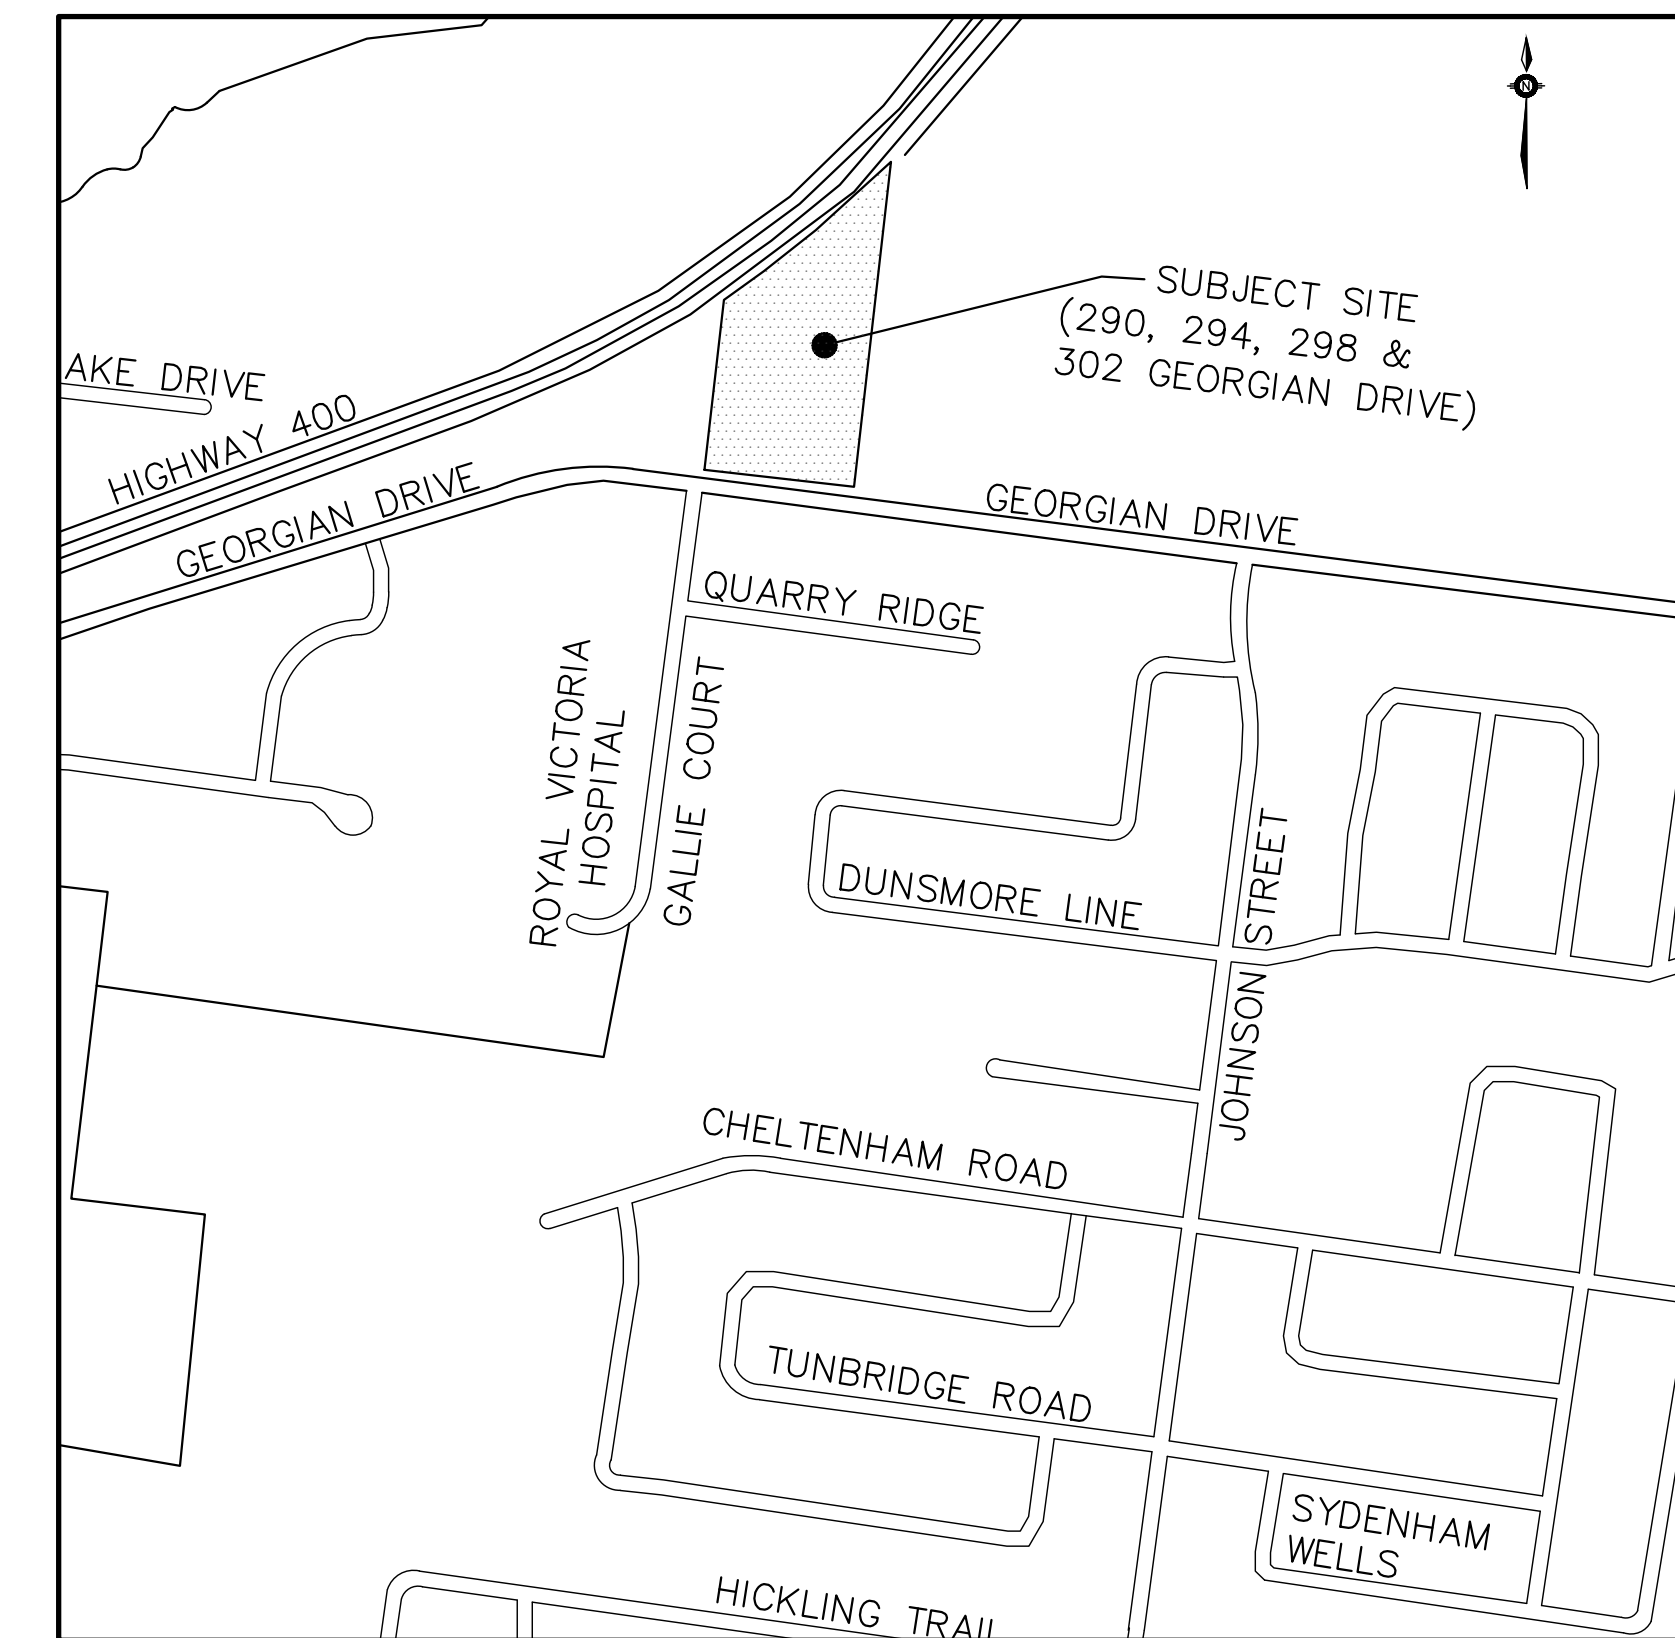 N
SUBJECT SITE
(290, 294, 298 &
302 GEORGIAN DRIVE)
AKE DRIVE
HIGHWAY 400
GEORGIAN DRIVE
GEORGIAN DRIVE
QUARRY RIDGE
ROYAL VICTORIA
HOSPITAL
GALLIE COURT
DUNSMORE LINE
JOHNSON STREET
CHELTENHAM ROAD
TUNBRIDGE ROAD
SYDENHAM
WELLS
HICKLING TRAIL